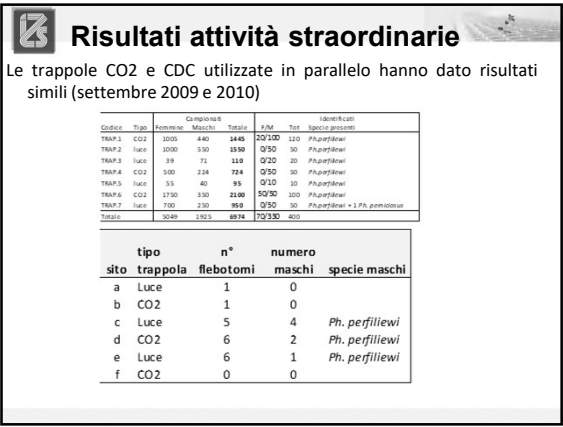 Risultati attività straordinarie
Le trappole CO2 e CDC utilizzate in parallelo hanno dato risultati
simili (settembre 2009 e 2010)
Campionati Identificati
Codice Tipo Femmine Maschi Totale F/M Tot Specie presenti
TRAP.1 CO2 1005 440 1445 20/100 120 Ph.perfiliewi
TRAP.2 luce 1000 550 1550 0/50 50 Ph.perfiliewi
TRAP.3 luce 39 71 110 0/20 20 Ph.perfiliewi
TRAP.4 CO2 500 224 724 0/50 50 Ph.perfiliewi
TRAP.5 luce 55 40 95 0/10 10 Ph.perfiliewi
TRAP.6 CO2 1750 350 2100 50/50 100 Ph.perfiliewi
TRAP.7 luce 700 250 950 0/50 50 Ph.perfiliewi + 1 Ph. perniciosus
Totale 5049 1925 6974 70/330 400
tipo n° numero
sito trappola flebotomi maschi specie maschi
a Luce 1 0
b CO2 1 0
c Luce 5 4 Ph. perfiliewi
d CO2 6 2 Ph. perfiliewi
e Luce 6 1 Ph. perfiliewi
f CO2 0 0